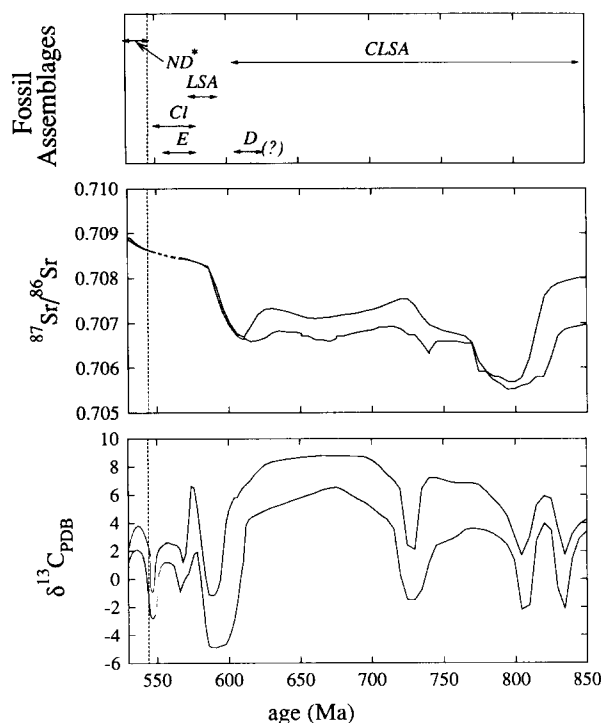 Fossil
Assemblages
ND*
CLSA
LSA
Cl
E
D
(?)
0.710
0.709
0.708
0.707
0.706
0.705
⁸⁷Sr/⁸⁶Sr
10
8
6
4
2
0
-2
-4
-6
δ¹³C_PDB
550 600 650 700 750 800 850
age (Ma)